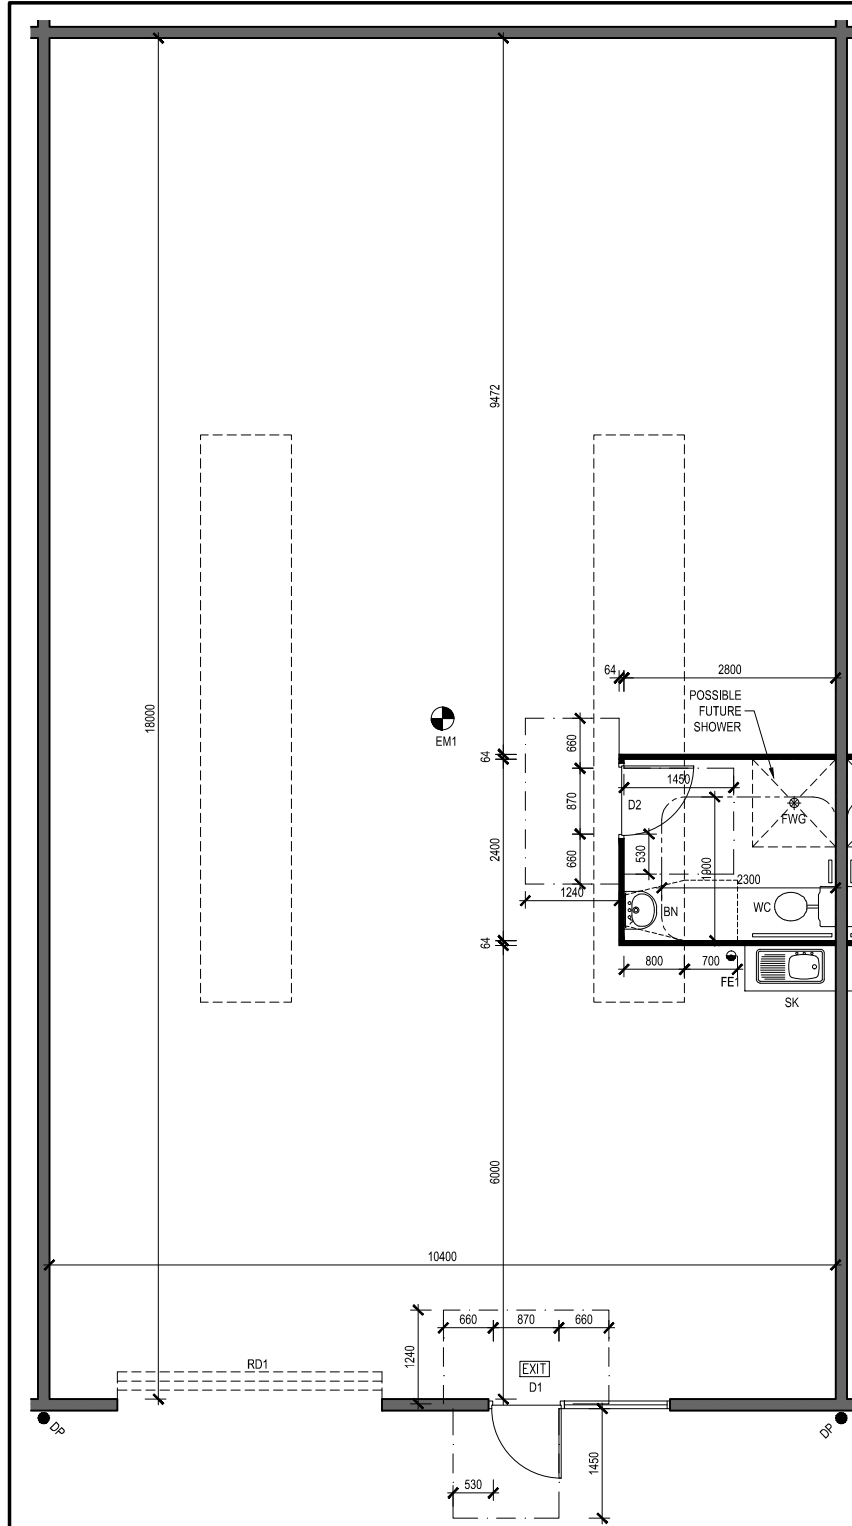 9472
18000
64
2800
POSSIBLE
FUTURE
SHOWER
660
EM1
64
1450
870
D2
FWG
2400
660
530
1900
2300
1240
BN
WC
64
800
700
FE1
SK
6000
10400
660
870
660
1240
RD1
EXIT
D1
DP
DP
1450
530